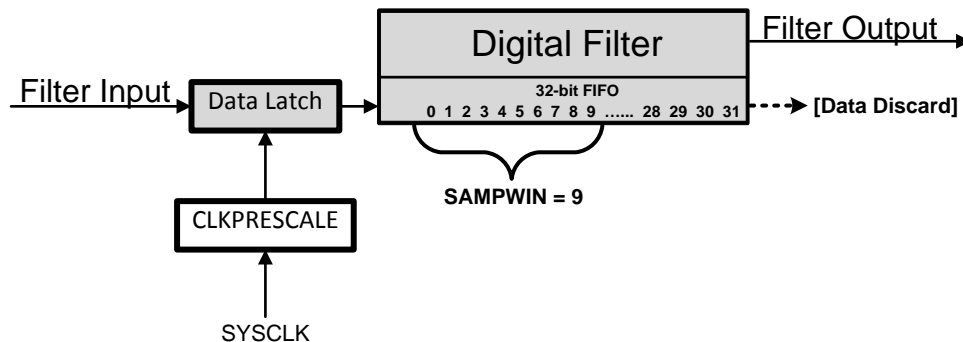 Digital Filter
Filter Output
Filter Input
Data Latch
32-bit FIFO
0 1 2 3 4 5 6 7 8 9 …... 28 29 30 31
[Data Discard]
SAMPWIN = 9
CLKPRESCALE
SYSCLK